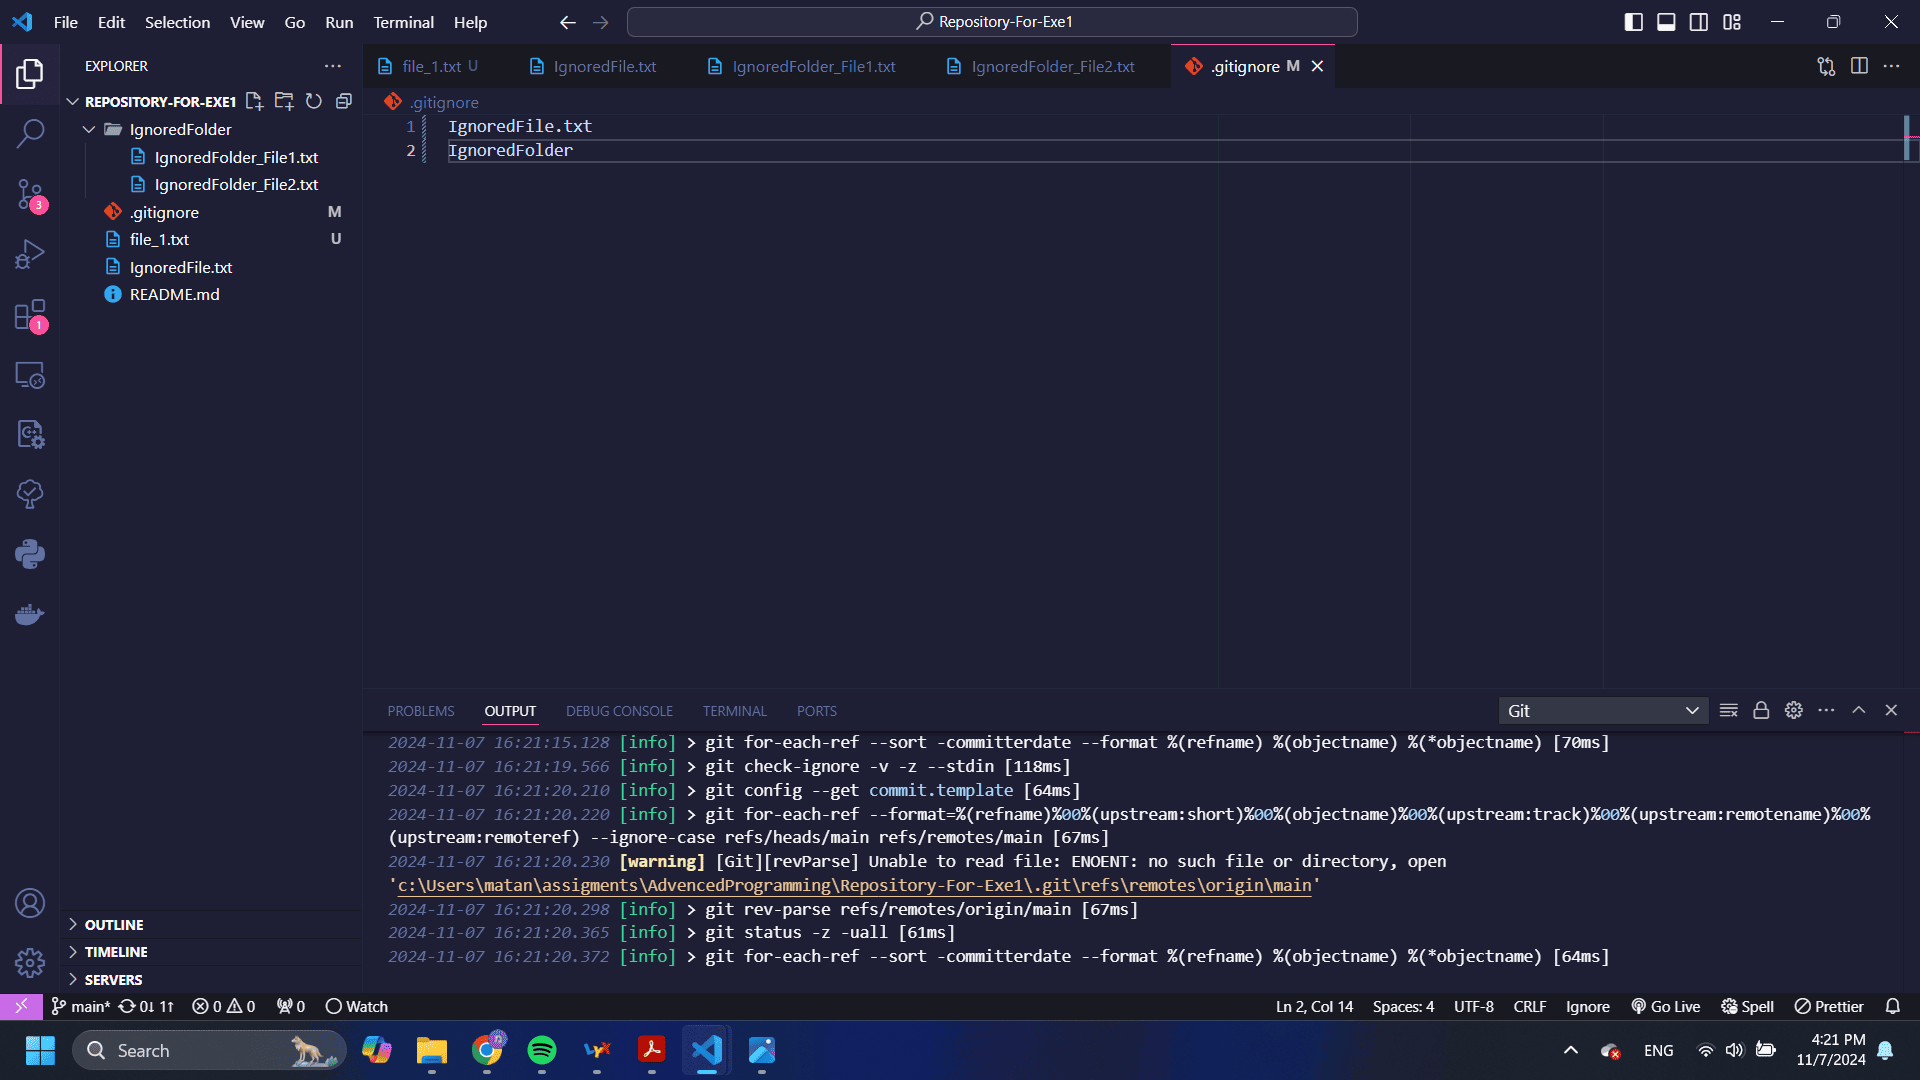 File Edit Selection View Go Run Terminal Help
Repository-For-Exe1
EXPLORER
REPOSITORY-FOR-EXE1
IgnoredFolder
IgnoredFolder_File1.txt
IgnoredFolder_File2.txt
.gitignore M
file_1.txt U
IgnoredFile.txt
README.md
3
1
OUTLINE
TIMELINE
SERVERS
file_1.txt U IgnoredFile.txt IgnoredFolder_File1.txt IgnoredFolder_File2.txt .gitignore M
.gitignore
1 IgnoredFile.txt
2 IgnoredFolder
PROBLEMS OUTPUT DEBUG CONSOLE TERMINAL PORTS
Git
2024-11-07 16:21:15.128 [info] > git for-each-ref --sort -committerdate --format %(refname) %(objectname) %(*objectname) [70ms]
2024-11-07 16:21:19.566 [info] > git check-ignore -v -z --stdin [118ms]
2024-11-07 16:21:20.210 [info] > git config --get commit.template [64ms]
2024-11-07 16:21:20.220 [info] > git for-each-ref --format=%(refname)%00%(upstream:short)%00%(objectname)%00%(upstream:track)%00%(upstream:remotename)%00%
(upstream:remoteref) --ignore-case refs/heads/main refs/remotes/main [67ms]
2024-11-07 16:21:20.230 [warning] [Git][revParse] Unable to read file: ENOENT: no such file or directory, open
'c:\Users\matan\assigments\AdvencedProgramming\Repository-For-Exe1\.git\refs\remotes\origin\main'
2024-11-07 16:21:20.298 [info] > git rev-parse refs/remotes/origin/main [67ms]
2024-11-07 16:21:20.365 [info] > git status -z -uall [61ms]
2024-11-07 16:21:20.372 [info] > git for-each-ref --sort -committerdate --format %(refname) %(objectname) %(*objectname) [64ms]
main* 0↓ 1↑ 0 0 0 Watch Ln 2, Col 14 Spaces: 4 UTF-8 CRLF Ignore Go Live Spell Prettier
Search
ENG
4:21 PM
11/7/2024